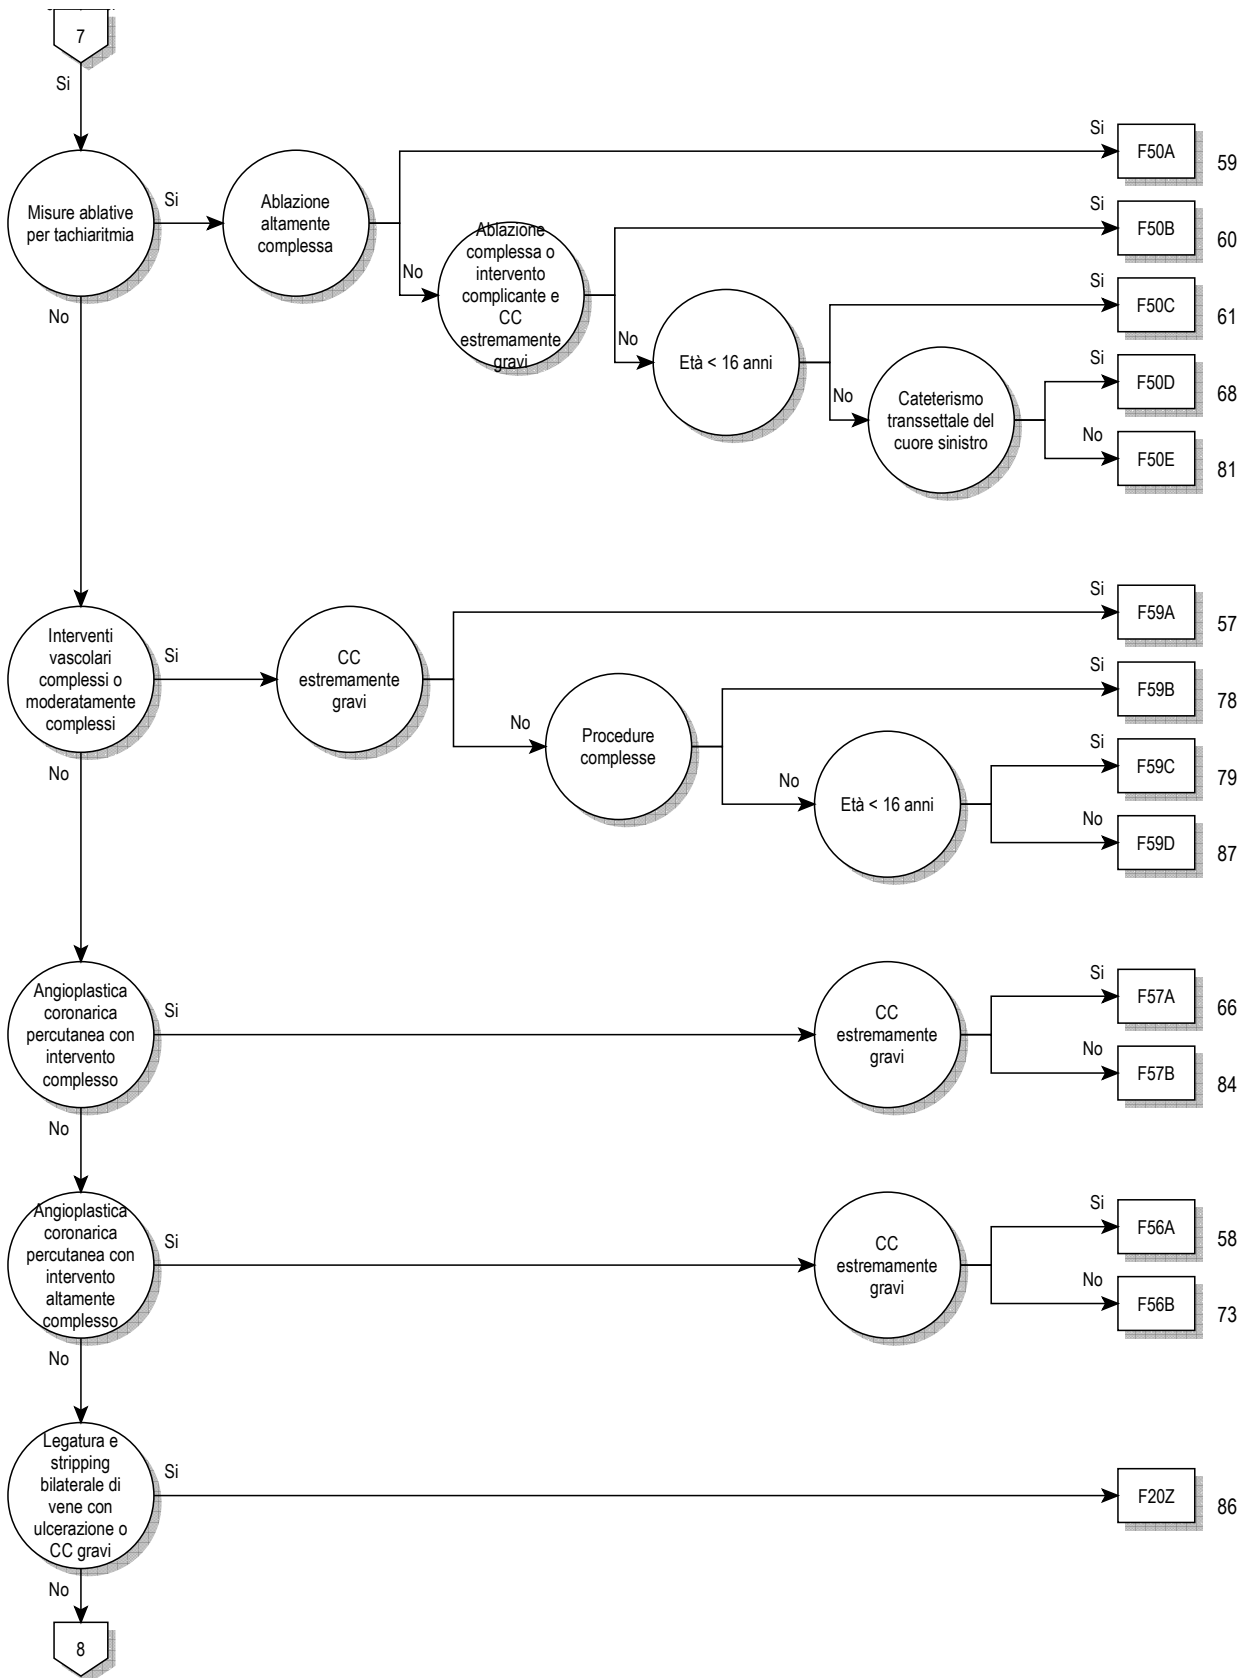 7
Si
Misure ablative
per tachiaritmia
Si
Ablazione
altamente
complessa
No
Ablazione
complessa o
intervento
complicante e
CC
estremamente
gravi
No
Età < 16 anni
No
Cateterismo
transsettale del
cuore sinistro
Si
F50A
59
Si
F50B
60
Si
F50C
61
Si
F50D
68
No
F50E
81
No
Interventi
vascolari
complessi o
moderatamente
complessi
Si
CC
estremamente
gravi
No
Procedure
complesse
No
Età < 16 anni
Si
F59A
57
Si
F59B
78
Si
F59C
79
No
F59D
87
No
Angioplastica
coronarica
percutanea con
intervento
complesso
Si
CC
estremamente
gravi
Si
F57A
66
No
F57B
84
No
Angioplastica
coronarica
percutanea con
intervento
altamente
complesso
Si
CC
estremamente
gravi
Si
F56A
58
No
F56B
73
No
Legatura e
stripping
bilaterale di
vene con
ulcerazione o
CC gravi
Si
F20Z
86
No
8